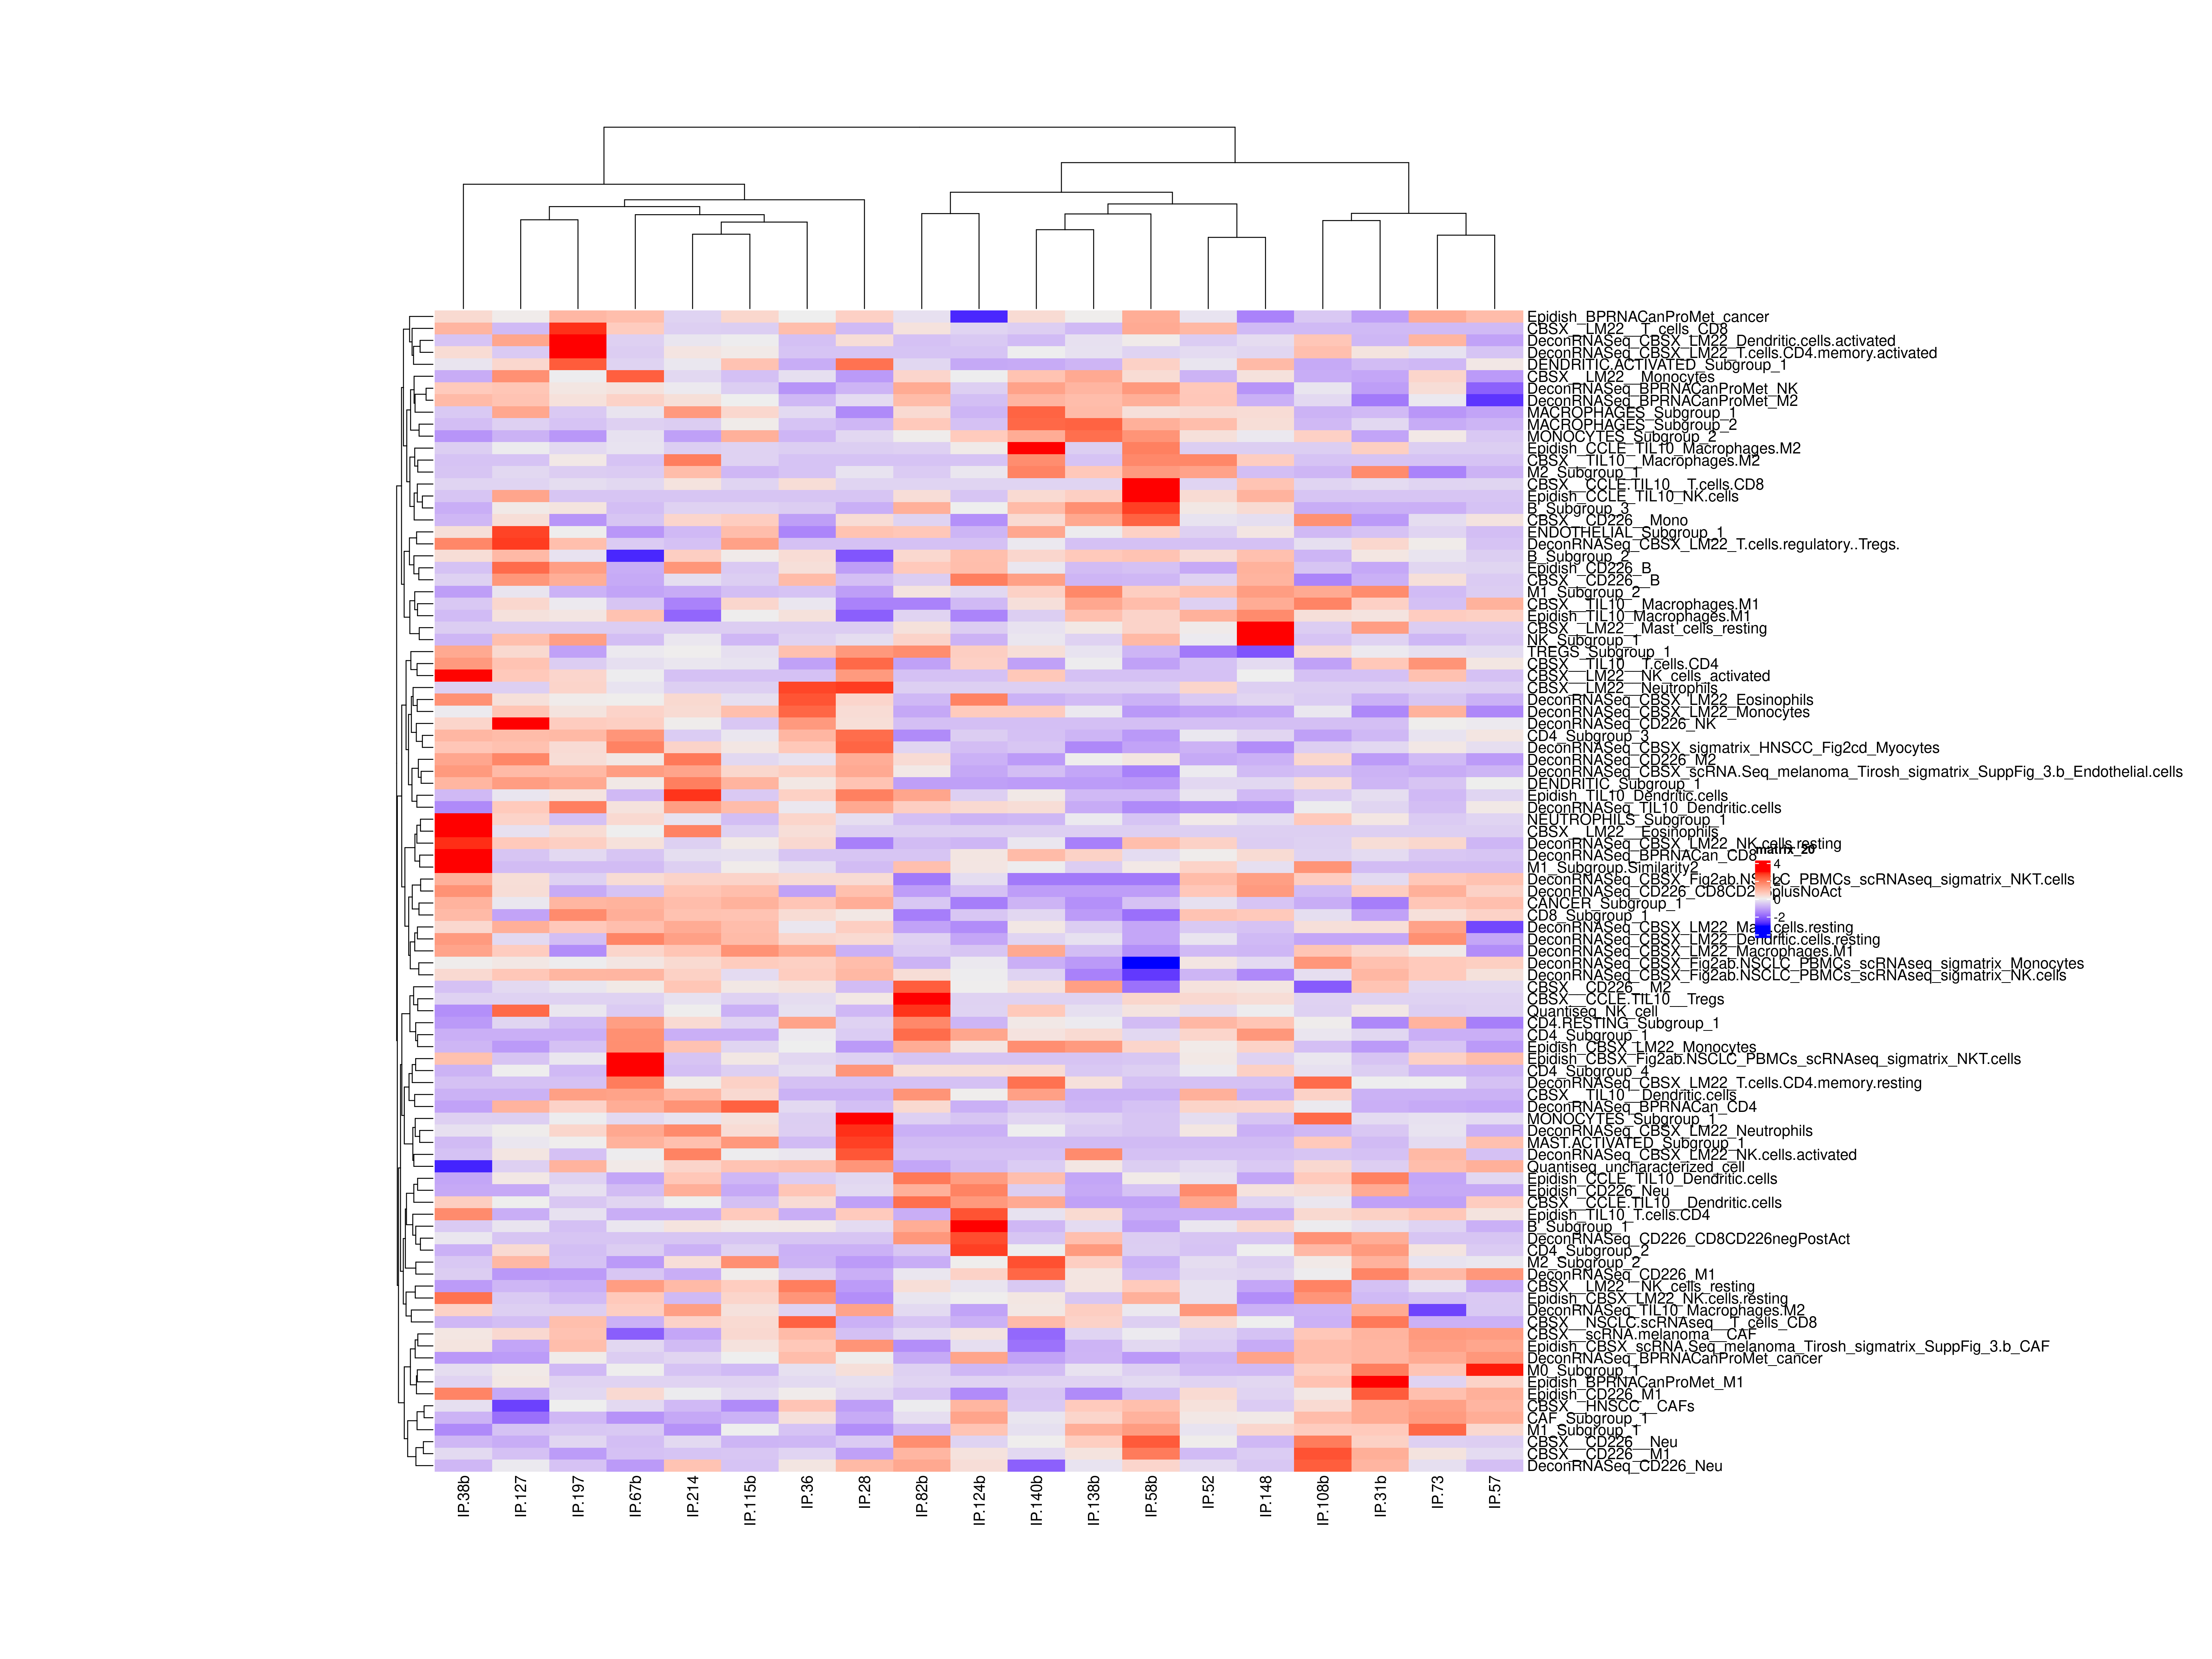 Epidish_BPRNACanProMet_cancer
CBSX__LM22__T_cells_CD8
DeconRNASeq_CBSX_LM22_Dendritic.cells.activated
DeconRNASeq_CBSX_LM22_T.cells.CD4.memory.activated
DENDRITIC.ACTIVATED_Subgroup_1
CBSX__LM22__Monocytes
DeconRNASeq_BPRNACanProMet_NK
DeconRNASeq_BPRNACanProMet_M2
MACROPHAGES_Subgroup_1
MACROPHAGES_Subgroup_2
MONOCYTES_Subgroup_2
Epidish_CCLE_TIL10_Macrophages.M2
CBSX__TIL10__Macrophages.M2
M2_Subgroup_1
CBSX__CCLE.TIL10__T.cells.CD8
Epidish_CCLE_TIL10_NK.cells
B_Subgroup_3
CBSX__CD226__Mono
ENDOTHELIAL_Subgroup_1
DeconRNASeq_CBSX_LM22_T.cells.regulatory..Tregs.
B_Subgroup_2
Epidish_CD226_B
CBSX__CD226__B
M1_Subgroup_2
CBSX__TIL10__Macrophages.M1
Epidish_TIL10_Macrophages.M1
CBSX__LM22__Mast_cells_resting
NK_Subgroup_1
TREGS_Subgroup_1
CBSX__TIL10__T.cells.CD4
CBSX__LM22__NK_cells_activated
CBSX__LM22__Neutrophils
DeconRNASeq_CBSX_LM22_Eosinophils
DeconRNASeq_CBSX_LM22_Monocytes
DeconRNASeq_CD226_NK
CD4_Subgroup_3
DeconRNASeq_CBSX_sigmatrix_HNSCC_Fig2cd_Myocytes
DeconRNASeq_CD226_M2
DeconRNASeq_CBSX_scRNA.Seq_melanoma_Tirosh_sigmatrix_SuppFig_3.b_Endothelial.cells
DENDRITIC_Subgroup_1
Epidish_TIL10_Dendritic.cells
DeconRNASeq_TIL10_Dendritic.cells
NEUTROPHILS_Subgroup_1
CBSX__LM22__Eosinophils
DeconRNASeq_CBSX_LM22_NK.cells.resting
DeconRNASeq_BPRNACan_CD8
M1_Subgroup.Similarity2
DeconRNASeq_CBSX_Fig2ab.NSCLC_PBMCs_scRNAseq_sigmatrix_NKT.cells
DeconRNASeq_CD226_CD8CD226plusNoAct
CANCER_Subgroup_1
CD8_Subgroup_1
DeconRNASeq_CBSX_LM22_Mast.cells.resting
DeconRNASeq_CBSX_LM22_Dendritic.cells.resting
DeconRNASeq_CBSX_LM22_Macrophages.M1
DeconRNASeq_CBSX_Fig2ab.NSCLC_PBMCs_scRNAseq_sigmatrix_Monocytes
DeconRNASeq_CBSX_Fig2ab.NSCLC_PBMCs_scRNAseq_sigmatrix_NK.cells
CBSX__CD226__M2
CBSX__CCLE.TIL10__Tregs
Quantiseq_NK_cell
CD4.RESTING_Subgroup_1
CD4_Subgroup_1
Epidish_CBSX_LM22_Monocytes
Epidish_CBSX_Fig2ab.NSCLC_PBMCs_scRNAseq_sigmatrix_NKT.cells
CD4_Subgroup_4
DeconRNASeq_CBSX_LM22_T.cells.CD4.memory.resting
CBSX__TIL10__Dendritic.cells
DeconRNASeq_BPRNACan_CD4
MONOCYTES_Subgroup_1
DeconRNASeq_CBSX_LM22_Neutrophils
MAST.ACTIVATED_Subgroup_1
DeconRNASeq_CBSX_LM22_NK.cells.activated
Quantiseq_uncharacterized_cell
Epidish_CCLE_TIL10_Dendritic.cells
Epidish_CD226_Neu
CBSX__CCLE.TIL10__Dendritic.cells
Epidish_TIL10_T.cells.CD4
B_Subgroup_1
DeconRNASeq_CD226_CD8CD226negPostAct
CD4_Subgroup_2
M2_Subgroup_2
DeconRNASeq_CD226_M1
CBSX__LM22__NK_cells_resting
Epidish_CBSX_LM22_NK.cells.resting
DeconRNASeq_TIL10_Macrophages.M2
CBSX__NSCLC.scRNAseq__T_cells_CD8
CBSX__scRNA.melanoma__CAF
Epidish_CBSX_scRNA.Seq_melanoma_Tirosh_sigmatrix_SuppFig_3.b_CAF
DeconRNASeq_BPRNACanProMet_cancer
M0_Subgroup_1
Epidish_BPRNACanProMet_M1
Epidish_CD226_M1
CBSX__HNSCC__CAFs
CAF_Subgroup_1
M1_Subgroup_1
CBSX__CD226__Neu
CBSX__CD226__M1
DeconRNASeq_CD226_Neu
matrix_20
4
2
0
-2
-4
IP.38b
IP.127
IP.197
IP.67b
IP.214
IP.115b
IP.36
IP.28
IP.82b
IP.124b
IP.140b
IP.138b
IP.58b
IP.52
IP.148
IP.108b
IP.31b
IP.73
IP.57